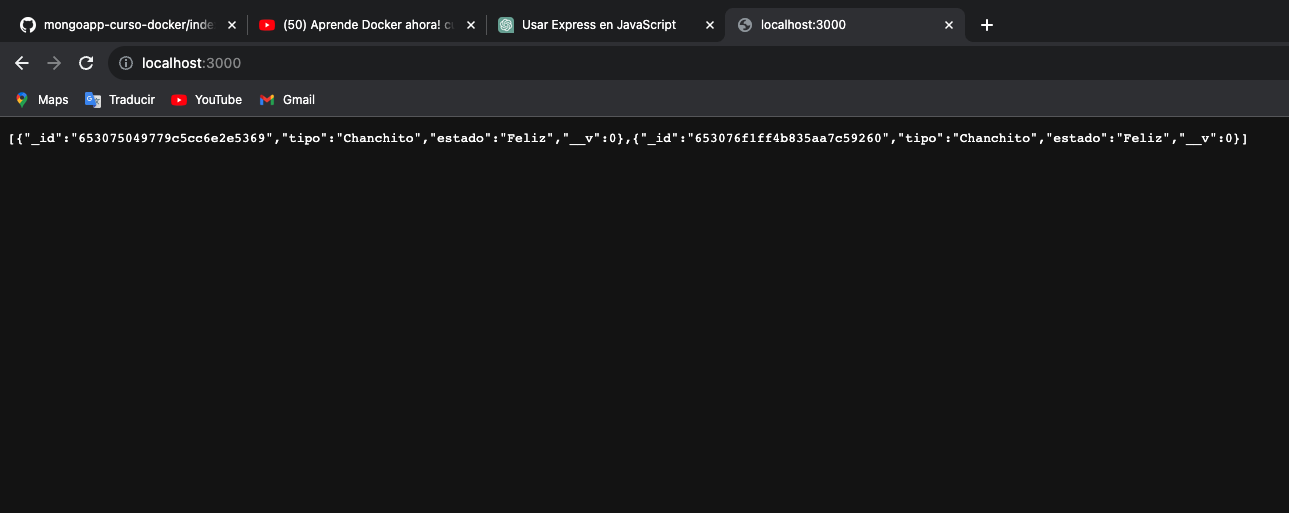 mongoapp-curso-docker/inde
(50) Aprende Docker ahora! cu
Usar Express en JavaScript
localhost:3000
localhost:3000
Maps
Traducir
YouTube
Gmail
[{"_id":"653075049779c5cc6e2e5369","tipo":"Chanchito","estado":"Feliz","__v":0},{"_id":"653076f1ff4b835aa7c59260","tipo":"Chanchito","estado":"Feliz","__v":0}]